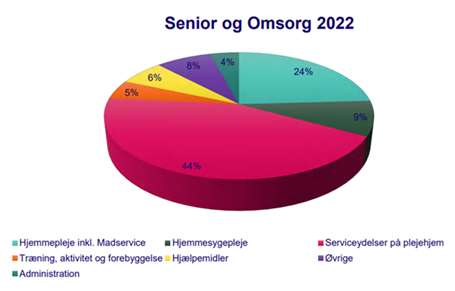 Senior og Omsorg 2022
4%
8%
24%
6%
5%
9%
44%
Hjemmepleje inkl. Madservice Hjemmesygepleje Serviceydelser på plejehjem
Træning, aktivitet og forebyggelse Hjælpemidler Øvrige
Administration